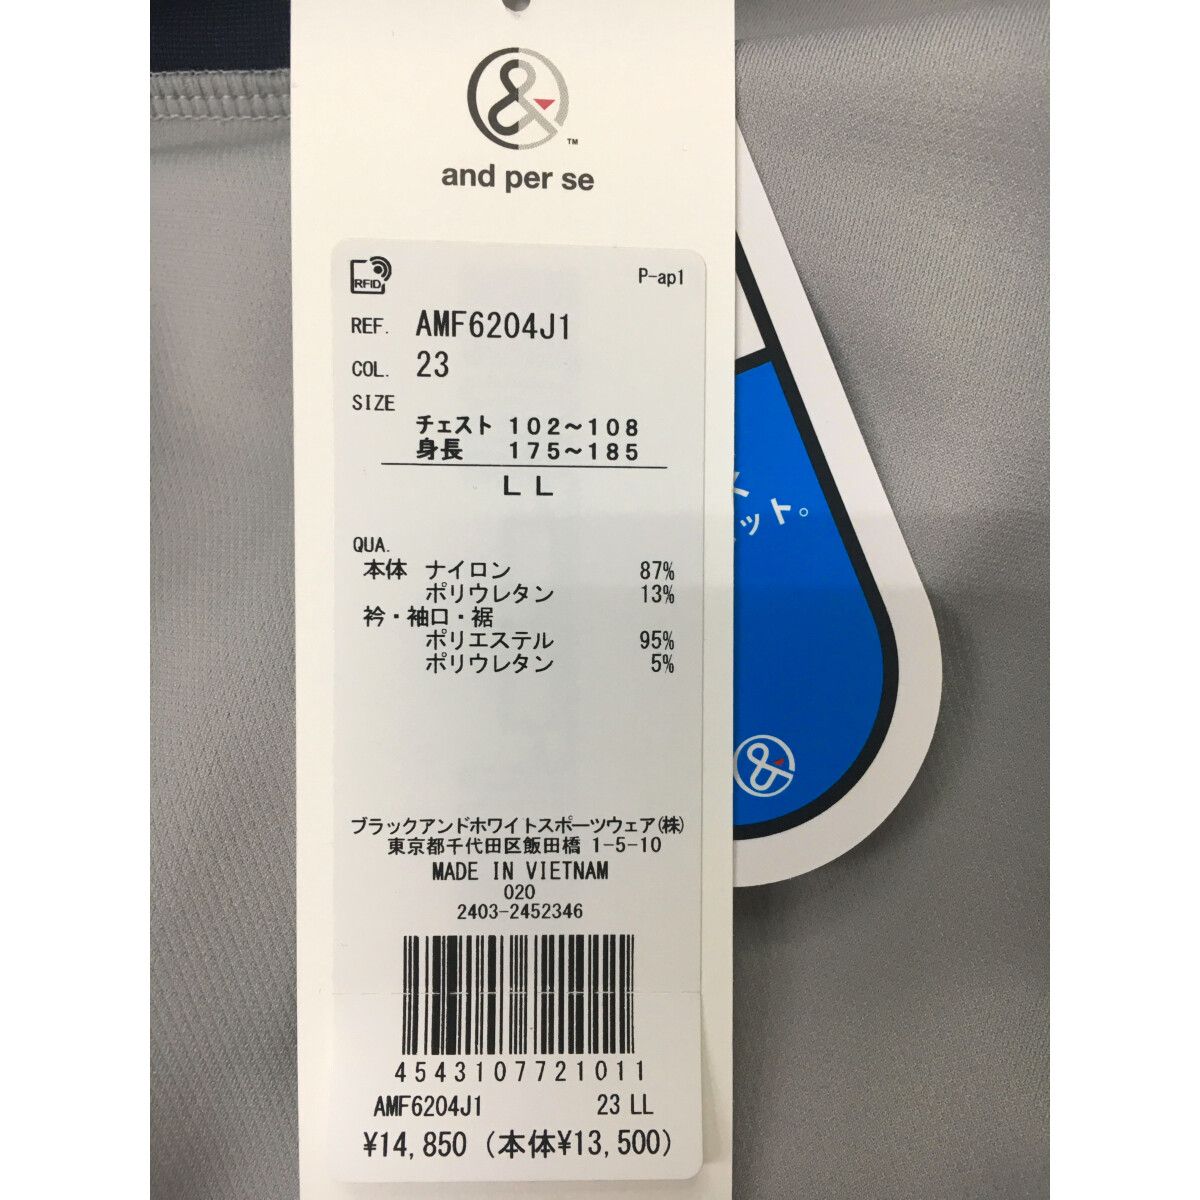 &
TM
and per se
RFID
P-ap1
REF. AMF6204J1
COL. 23
SIZE
チェスト 102～108
身長 175～185
LL
QUA.
本体 ナイロン 87%
ポリウレタン 13%
衿・袖口・裾
ポリエステル 95%
ポリウレタン 5%
ブラックアンドホワイトスポーツウェア(株)
東京都千代田区飯田橋 1-5-10
MADE IN VIETNAM
020
2403-2452346
4543107721011
AMF6204J1 23 LL
¥14,850 (本体¥13,500)
ット。
&